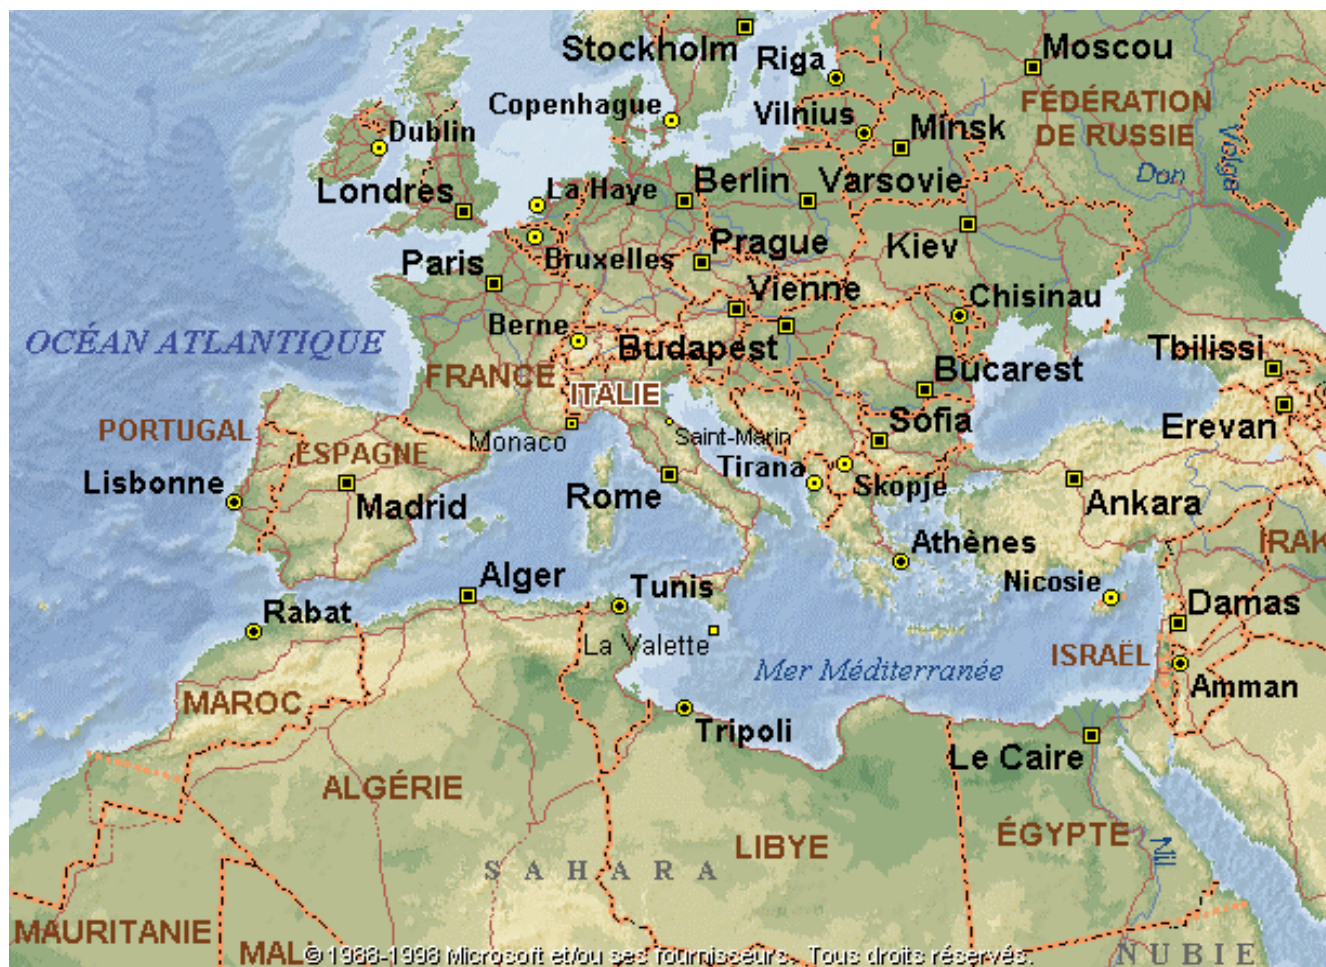 Stockholm
Riga
Moscou
Copenhague
Vilnius
FÉDÉRATION
DE RUSSIE
Dublin
Minsk
Volga
Don
Londres
La Haye
Berlin
Varsovie
Paris
Bruxelles
Prague
Kiev
Vienne
Chisinau
Berne
Budapest
OCÉAN ATLANTIQUE
Tbilissi
FRANCE
ITALIE
Bucarest
PORTUGAL
Monaco
Saint-Marin
Sofia
Erevan
ESPAGNE
Lisbonne
Madrid
Rome
Tirana
Skopje
Ankara
Athènes
IRAK
Alger
Tunis
Nicosie
Damas
Rabat
La Valette
Mer Méditerranée
ISRAËL
Amman
MAROC
Tripoli
Le Caire
ALGÉRIE
LIBYE
ÉGYPTE
Nil
SAHARA
MAURITANIE
MAL
© 1988-1998 Microsoft et/ou ses fournisseurs. Tous droits réservés.
NUBIE